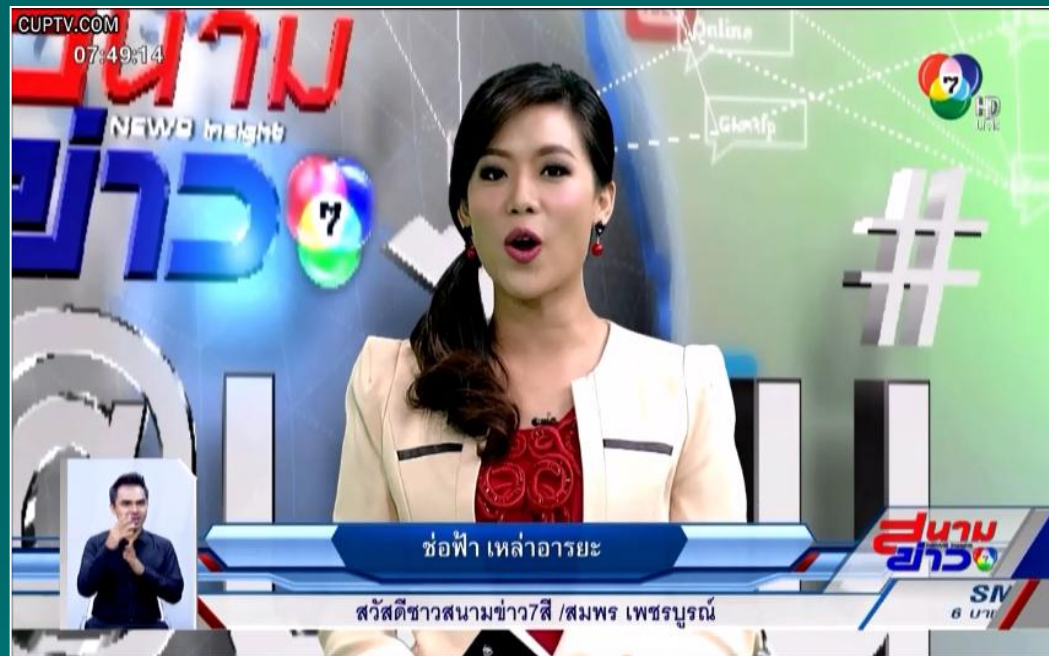 CUPTV.COM
07:49:14
สนาม
NEWS Insight
ข่าว
7
Online
7
HD
#
@
ช่อฟ้า เหล่าอารยะ
สนาม
ข่าว 7
สวัสดีชาวสนามข่าว7สี /สมพร เพชรบูรณ์